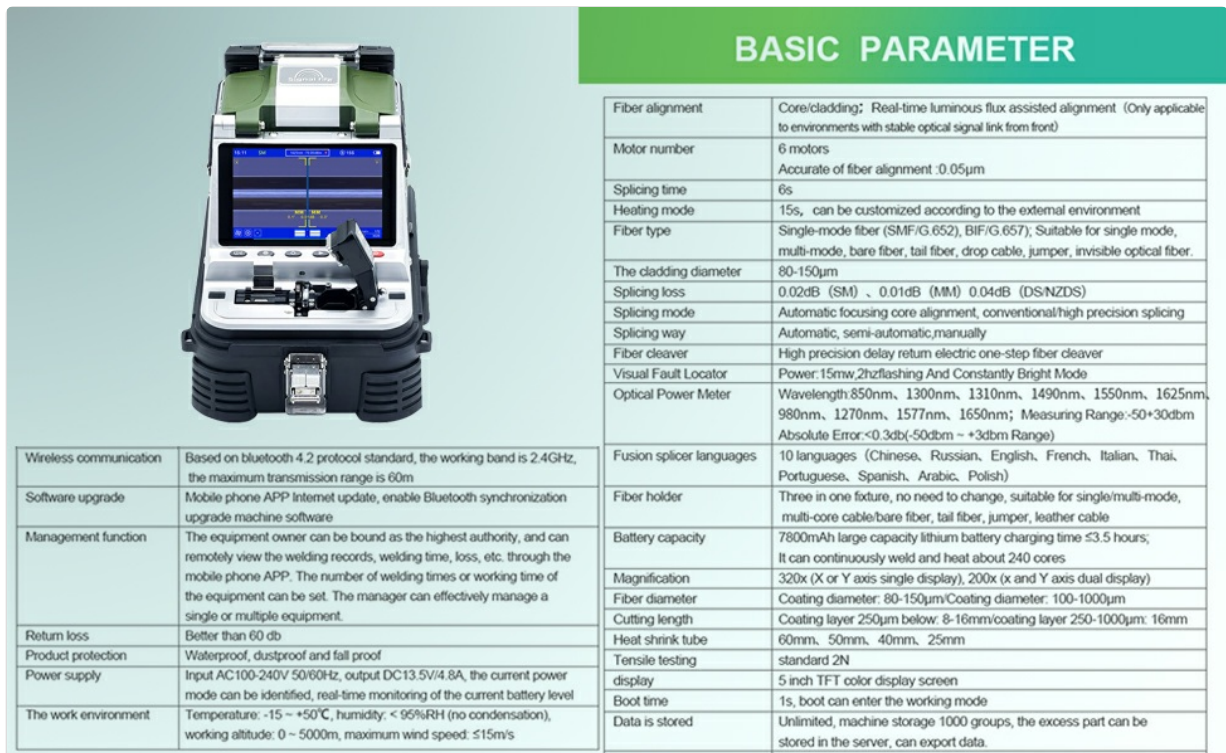 BASIC PARAMETER
Fiber alignment
Core/cladding; Real-time luminous flux assisted alignment (Only applicable
to environments with stable optical signal link from front)
Motor number
6 motors
Accurate of fiber alignment :0.05μm
Splicing time
6s
Heating mode
15s, can be customized according to the external environment
Fiber type
Single-mode fiber (SMF/G.652), BIF/G.657); Suitable for single mode,
multi-mode, bare fiber, tail fiber, drop cable, jumper, invisible optical fiber.
The cladding diameter
80-150μm
Splicing loss
0.02dB (SM) 、0.01dB (MM) 0.04dB (DS/NZDS)
Splicing mode
Automatic focusing core alignment, conventional/high precision splicing
Splicing way
Automatic, semi-automatic,manually
Fiber cleaver
High precision delay return electric one-step fiber cleaver
Visual Fault Locator
Power:15mw,2hzflashing And Constantly Bright Mode
Optical Power Meter
Wavelength:850nm、1300nm、1310nm、1490nm、1550nm、1625nm、
980nm、1270nm、1577nm、1650nm; Measuring Range:-50+30dbm
Absolute Error:<0.3db(-50dbm ~ +3dbm Range)
Fusion splicer languages
10 languages (Chinese、Russian、English、French、Italian、Thai、
Portuguese、Spanish、Arabic、Polish)
Fiber holder
Three in one fixture, no need to change, suitable for single/multi-mode,
multi-core cable/bare fiber, tail fiber, jumper, leather cable
Battery capacity
7800mAh large capacity lithium battery charging time ≤3.5 hours;
It can continuously weld and heat about 240 cores
Magnification
320x (X or Y axis single display), 200x (x and Y axis dual display)
Fiber diameter
Coating diameter: 80-150μm/Coating diameter: 100-1000μm
Cutting length
Coating layer 250μm below: 8-16mm/coating layer 250-1000μm: 16mm
Heat shrink tube
60mm、50mm、40mm、25mm
Tensile testing
standard 2N
display
5 inch TFT color display screen
Boot time
1s, boot can enter the working mode
Data is stored
Unlimited, machine storage 1000 groups, the excess part can be
stored in the server, can export data.
Wireless communication
Based on bluetooth 4.2 protocol standard, the working band is 2.4GHz,
the maximum transmission range is 60m
Software upgrade
Mobile phone APP Internet update, enable Bluetooth synchronization
upgrade machine software
Management function
The equipment owner can be bound as the highest authority, and can
remotely view the welding records, welding time, loss, etc. through the
mobile phone APP. The number of welding times or working time of
the equipment can be set. The manager can effectively manage a
single or multiple equipment.
Return loss
Better than 60 db
Product protection
Waterproof, dustproof and fall proof
Power supply
Input AC100-240V 50/60Hz, output DC13.5V/4.8A, the current power
mode can be identified, real-time monitoring of the current battery level
The work environment
Temperature: -15 ~ +50℃, humidity: < 95%RH (no condensation),
working altitude: 0 ~ 5000m, maximum wind speed: ≤15m/s